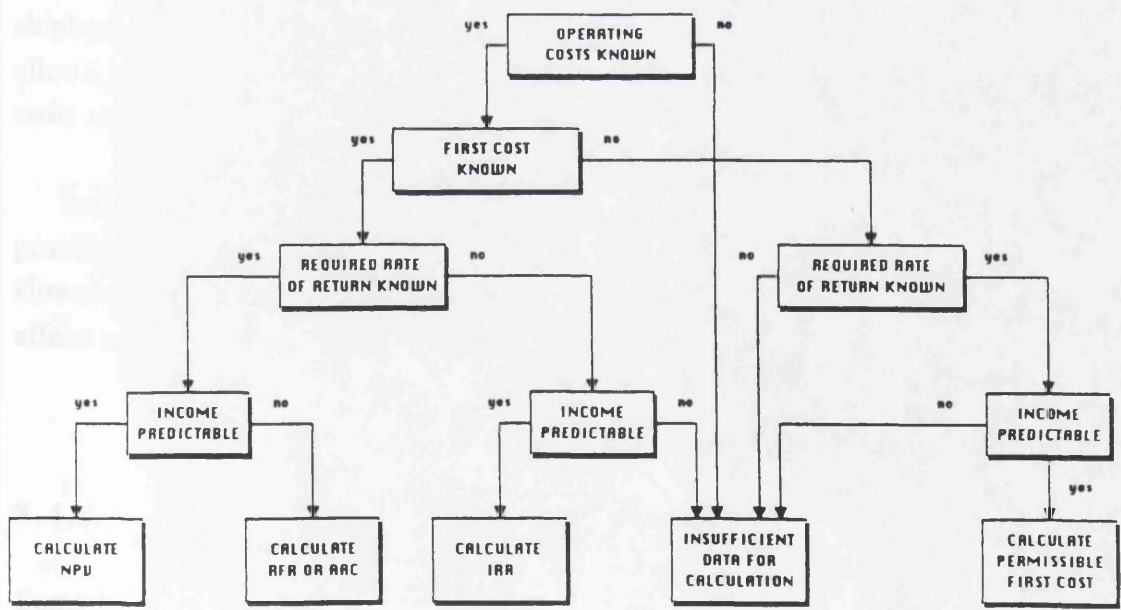 yes
OPERATING
COSTS KNOWN
no
yes
FIRST COST
KNOWN
no
yes
REQUIRED RATE
OF RETURN KNOWN
no
no
REQUIRED RATE
OF RETURN KNOWN
yes
yes
INCOME
PREDICTABLE
no
yes
INCOME
PREDICTABLE
no
no
INCOME
PREDICTABLE
yes
CALCULATE
NPV
CALCULATE
RFR OR AAC
CALCULATE
IRR
INSUFFICIENT
DATA FOR
CALCULATION
CALCULATE
PERMISSIBLE
FIRST COST